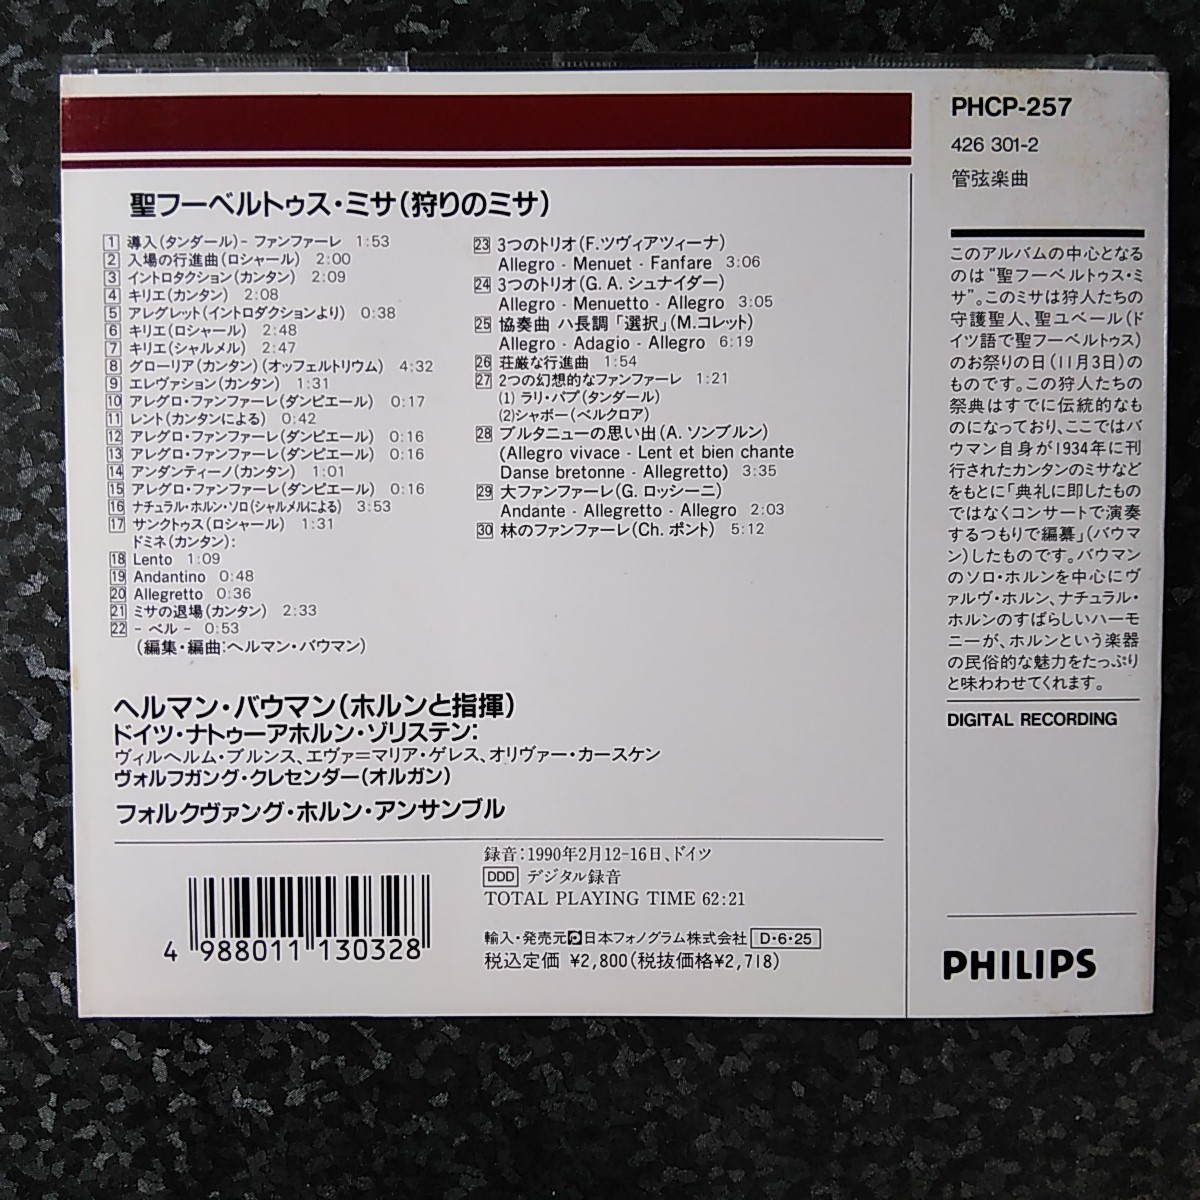 聖フーベルトゥス・ミサ(狩りのミサ)
1 導入(タンダール)- ファンファーレ 1:53
2 入場の行進曲(ロシャール) 2:00
3 イントロタクション(カンタン) 2:09
4 キリエ(カンタン) 2:08
5 アレグレット(イントロダクションより) 0:38
6 キリエ(ロシャール) 2:48
7 キリエ(シャルメル) 2:47
8 グローリア(カンタン)(オッフェルトリウム) 4:32
9 エレヴァション(カンタン) 1:31
10 アレグロ・ファンファーレ(ダンピエール) 0:17
11 レント(カンタンによる) 0:42
12 アレグロ・ファンファーレ(ダンピエール) 0:16
13 アレグロ・ファンファーレ(ダンピエール) 0:16
14 アンダンティーノ(カンタン) 1:01
15 アレグロ・ファンファーレ(ダンピエール) 0:16
16 ナチュラル・ホルン・ソロ(シャルメルによる) 3:53
17 サンクトゥス(ロシャール) 1:31
ドミネ(カンタン):
18 Lento 1:09
19 Andantino 0:48
20 Allegretto 0:36
21 ミサの退場(カンタン) 2:33
22 - ベル - 0:53
(編集・編曲:ヘルマン・バウマン)
23 3つのトリオ(F.ツヴィアツィーナ)
Allegro - Menuet - Fanfare 3:06
24 3つのトリオ(G. A. シュナイダー)
Allegro - Menuetto - Allegro 3:05
25 協奏曲 ハ長調「選択」(M.コレット)
Allegro - Adagio - Allegro 6:19
26 荘厳な行進曲 1:54
27 2つの幻想的なファンファーレ 1:21
(1) ラリ・パプ(タンダール)
(2)シャボー(ベルクロア)
28 ブルタニューの思い出(A. ソンブルン)
(Allegro vivace - Lent et bien chante
Danse bretonne - Allegretto) 3:35
29 大ファンファーレ(G. ロッシーニ)
Andante - Allegretto - Allegro 2:03
30 林のファンファーレ(Ch. ポント) 5:12
ヘルマン・バウマン(ホルンと指揮)
ドイツ・ナトゥーアホルン・ゾリステン:
ヴィルヘルム・ブルンス、エヴァ=マリア・ゲレス、オリヴァー・カースケン
ヴォルフガング・クレセンダー(オルガン)
フォルクヴァング・ホルン・アンサンブル
4 988011 130328
録音:1990年2月12-16日、ドイツ
DDD デジタル録音
TOTAL PLAYING TIME 62:21
輸入・発売元 日本フォノグラム株式会社 D・6・25
税込定価 ¥2,800(税抜価格¥2,718)
PHCP-257
426 301-2
管弦楽曲
このアルバムの中心となる
のは“聖フーベルトゥス・ミ
サ”。このミサは狩人たちの
守護聖人、聖ユベール(ド
イツ語で聖フーベルトゥス)
のお祭りの日(11月3日)の
ものです。この狩人たちの
祭典はすでに伝統的なも
のになっており、ここではバ
ウマン自身が1934年に刊
行されたカンタンのミサなど
をもとに「典礼に即したもの
ではなくコンサートで演奏
するつもりで編纂」(バウマ
ン)したものです。バウマン
のソロ・ホルンを中心にヴ
ァルヴ・ホルン、ナチュラル・
ホルンのすばらしいハーモ
ニーが、ホルンという楽器
の民俗的な魅力をたっぷり
と味わわせてくれます。
DIGITAL RECORDING
PHILIPS